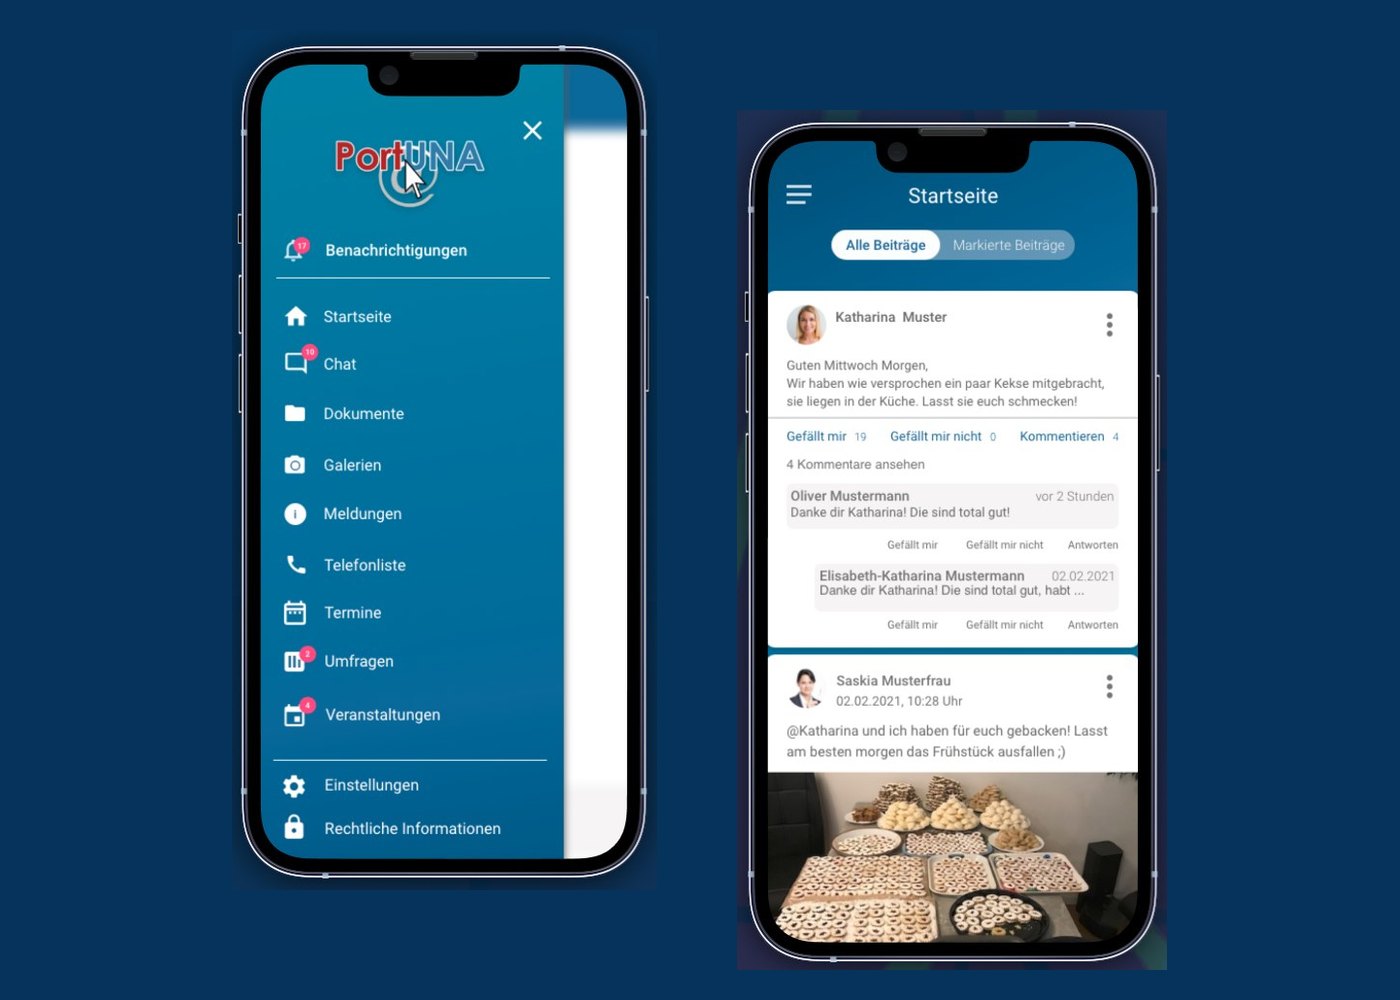 PortUNA
@
17
Benachrichtigungen
Startseite
10
Chat
Dokumente
Galerien
Meldungen
Telefonliste
Termine
2
Umfragen
4
Veranstaltungen
Einstellungen
Rechtliche Informationen
Startseite
Alle Beiträge Markierte Beiträge
Katharina Muster
Guten Mittwoch Morgen,
Wir haben wie versprochen ein paar Kekse mitgebracht,
sie liegen in der Küche. Lasst sie euch schmecken!
Gefällt mir 19 Gefällt mir nicht 0 Kommentieren 4
4 Kommentare ansehen
Oliver Mustermann vor 2 Stunden
Danke dir Katharina! Die sind total gut!
Gefällt mir Gefällt mir nicht Antworten
Elisabeth-Katharina Mustermann 02.02.2021
Danke dir Katharina! Die sind total gut, habt ...
Gefällt mir Gefällt mir nicht Antworten
Saskia Musterfrau
02.02.2021, 10:28 Uhr
@Katharina und ich haben für euch gebacken! Lasst
am besten morgen das Frühstück ausfallen ;)